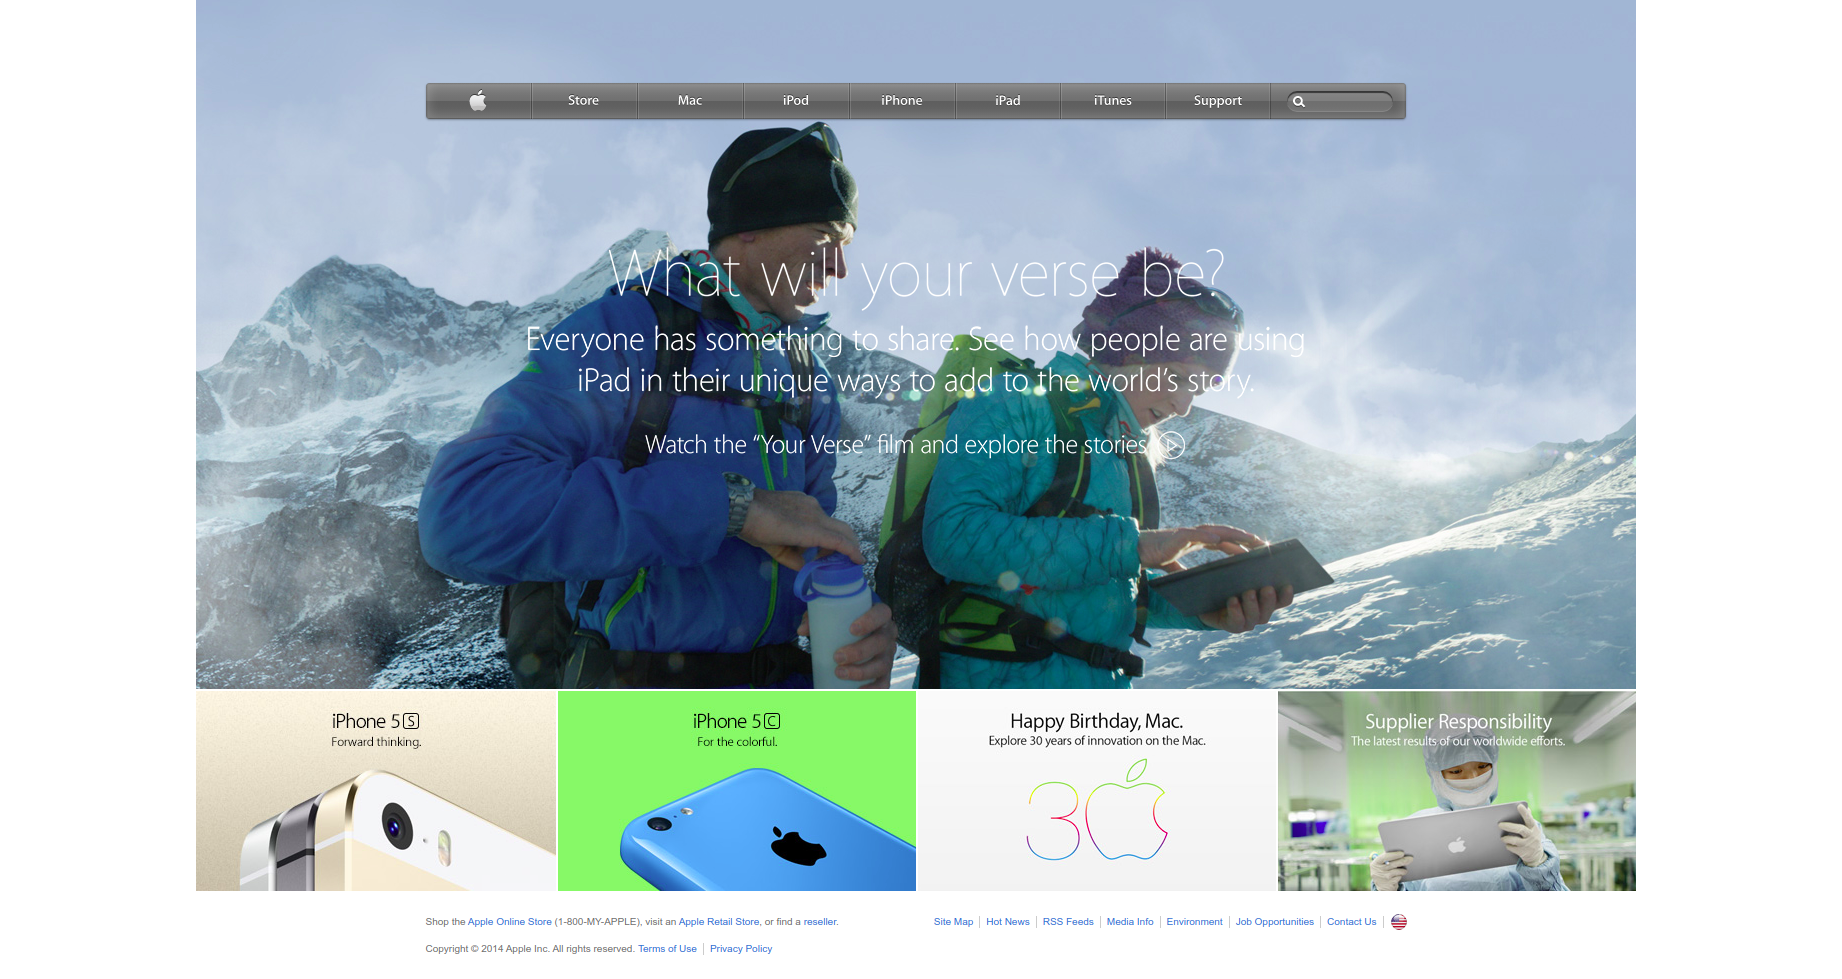 Store
Mac
iPod
iPhone
iPad
iTunes
Support
What will your verse be?
Everyone has something to share. See how people are using
iPad in their unique ways to add to the world’s story.
Watch the “Your Verse” film and explore the stories
iPhone 5S
Forward thinking.
iPhone 5C
For the colorful.
Happy Birthday, Mac.
Explore 30 years of innovation on the Mac.
30
Supplier Responsibility
The latest results of our worldwide efforts.
Shop the Apple Online Store (1-800-MY-APPLE), visit an Apple Retail Store, or find a reseller.
Site Map
Hot News
RSS Feeds
Media Info
Environment
Job Opportunities
Contact Us
Copyright © 2014 Apple Inc. All rights reserved. Terms of Use
Privacy Policy